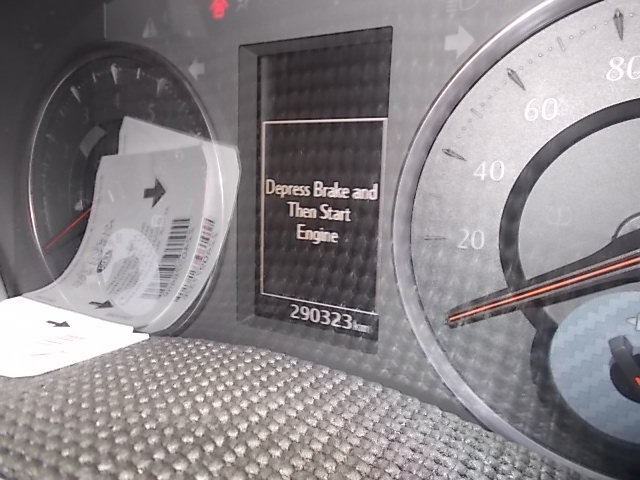 80
60
40
20
Depress Brake and
Then Start
Engine
290323km